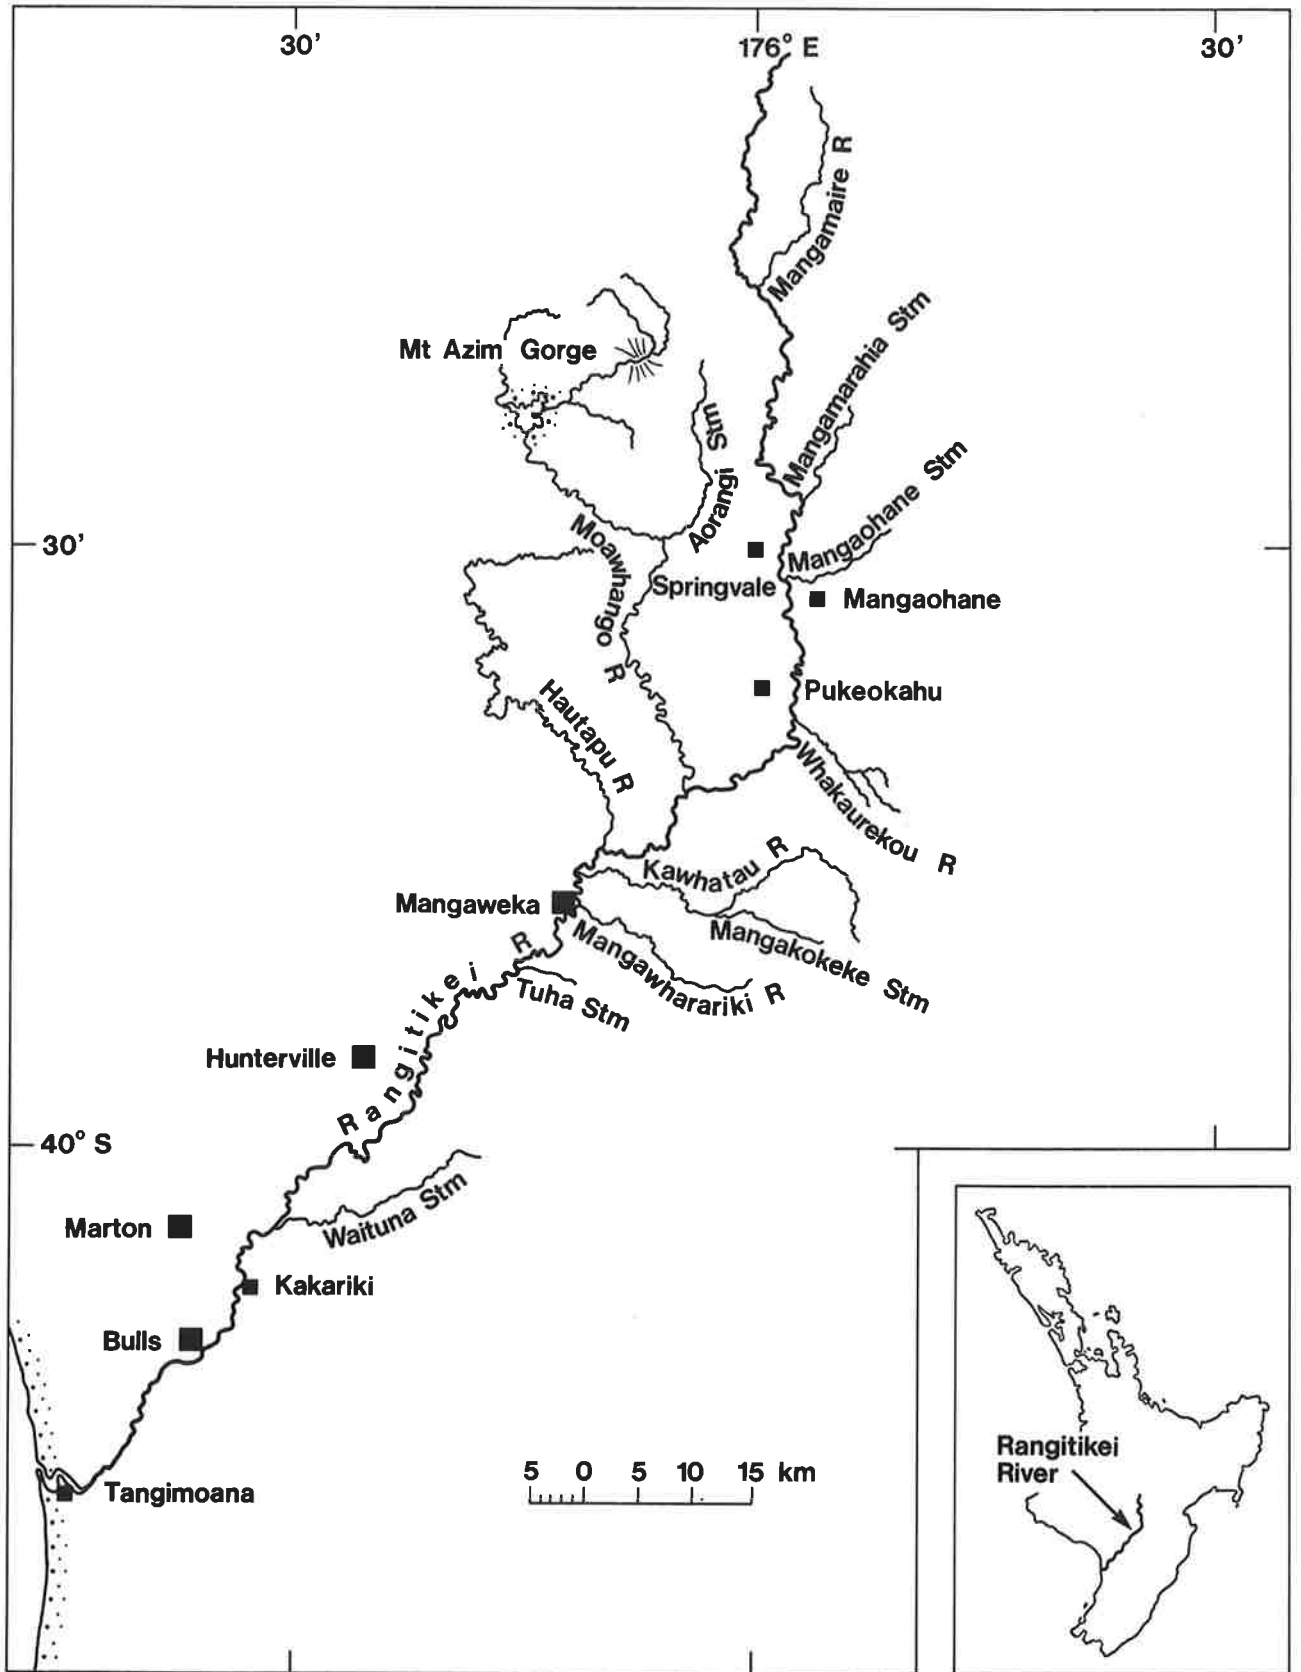 30'
176° E
30'
Mangamaire R
Mangamarahia Stm
Mt Azim Gorge
Aorangi Stm
Mangaohane Stm
30'
Moawhango R
Springvale
Mangaohane
Pukeokahu
Hautapu R
Whakaurekou R
Kawhatau R
Mangaweka
Mangakokeke Stm
Mangawharariki R
Rangitikei R
Tuha Stm
Hunterville
40° S
Waituna Stm
Marton
Kakariki
Bulls
Tangimoana
5 0 5 10 15 km
Rangitikei
River